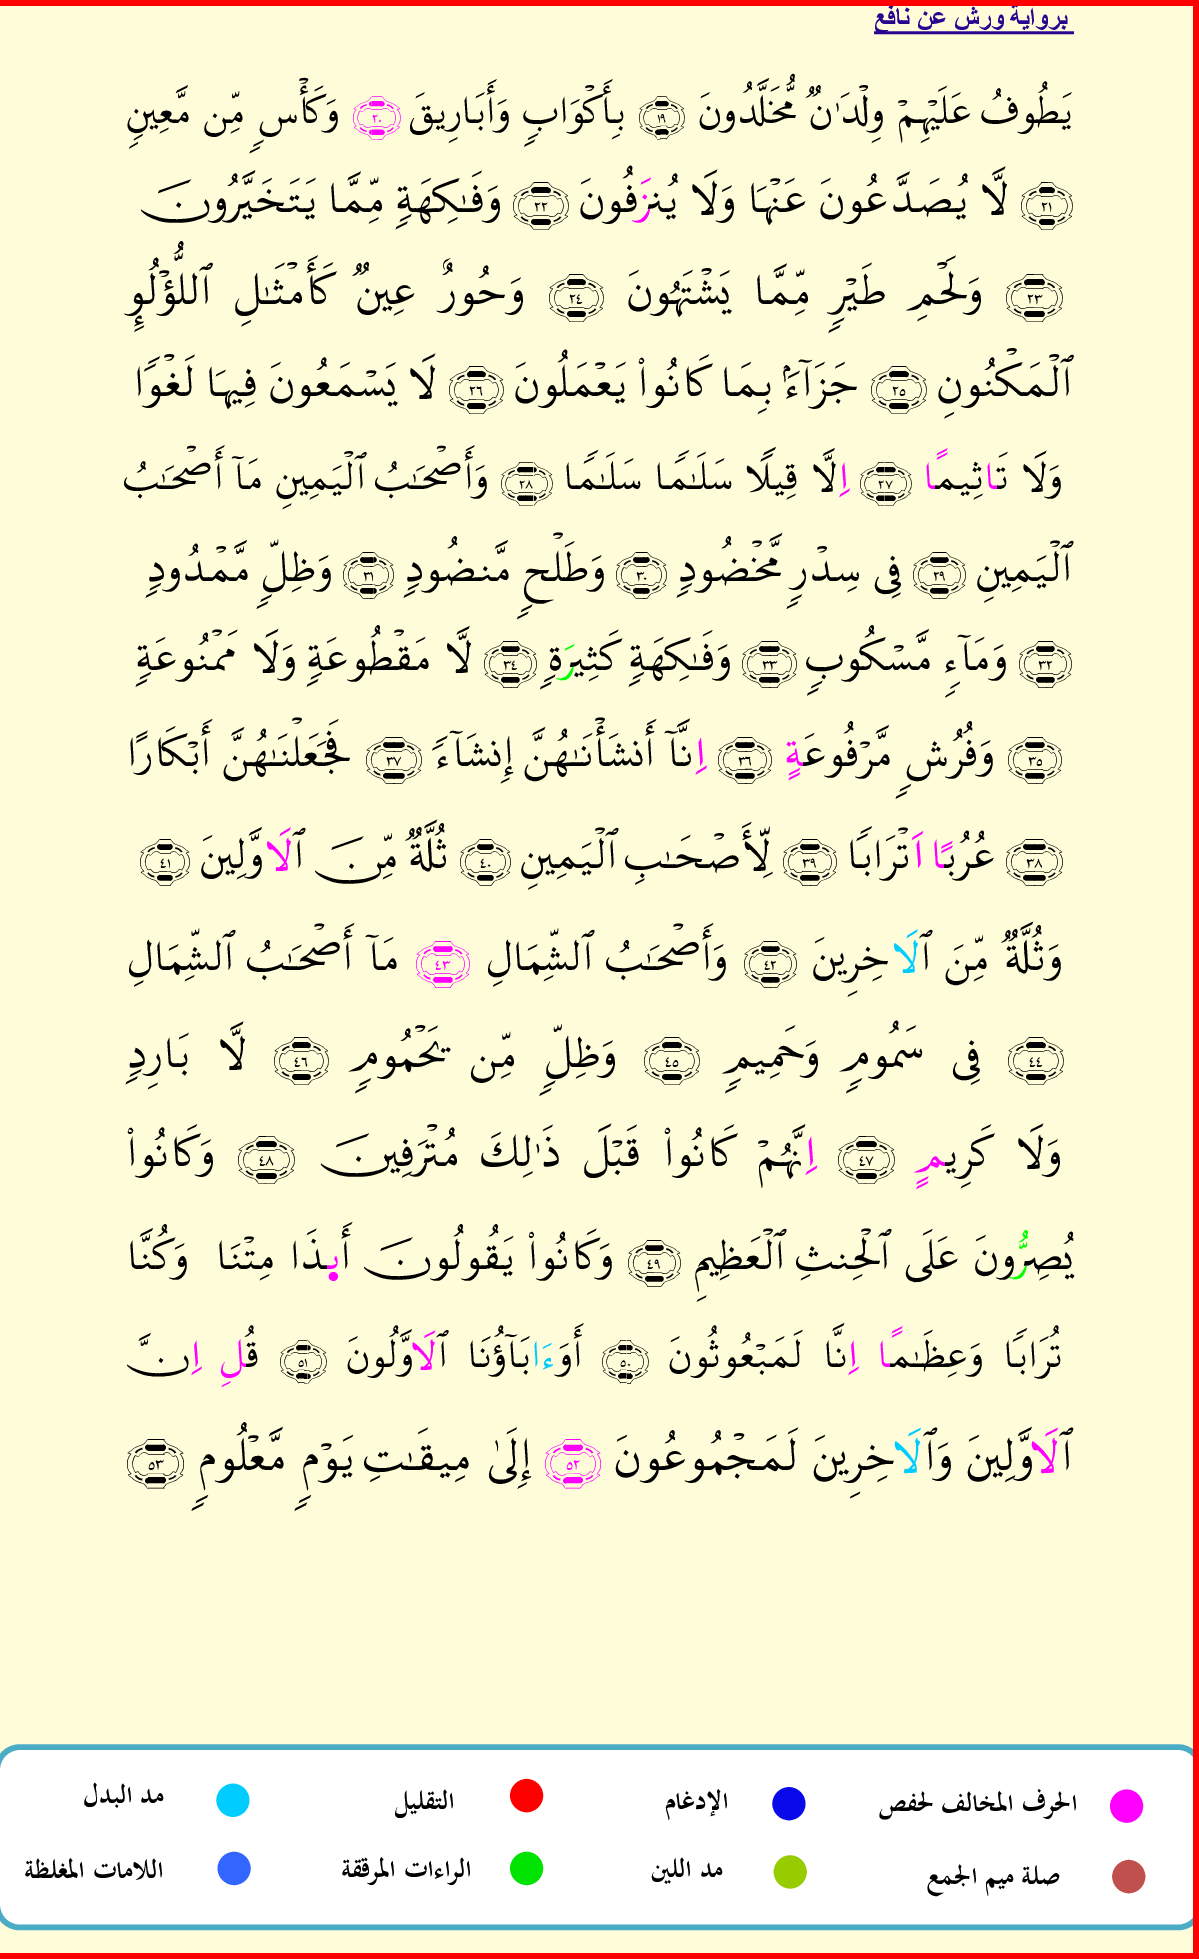 برواية ورش عن نافع
يَطُوفُ عَلَيْهِمْ وِلْدَٰنٌ مُّخَلَّدُونَ ١٩ بِأَكْوَابٍ وَأَبَارِيقَ ٢٠ وَكَأْسٍ مِّن مَّعِينٍ
٢١ لَّا يُصَدَّعُونَ عَنْهَا وَلَا يُنزَفُونَ ٢٢ وَفَٰكِهَةٍ مِّمَّا يَتَخَيَّرُونَ
٢٣ وَلَحْمِ طَيْرٍ مِّمَّا يَشْتَهُونَ ٢٤ وَحُورٌ عِينٌ كَأَمْثَٰلِ ٱللُّؤْلُوِٕ
ٱلْمَكْنُونِ ٢٥ جَزَآءَۢ بِمَا كَانُوا۟ يَعْمَلُونَ ٢٦ لَا يَسْمَعُونَ فِيهَا لَغْوًا
وَلَا تَاثِيمًا ٢٧ اِلَّا قِيلًا سَلَٰمًا سَلَٰمًا ٢٨ وَأَصْحَٰبُ ٱلْيَمِينِ مَآ أَصْحَٰبُ
ٱلْيَمِينِ ٢٩ فِى سِدْرٍ مَّخْضُودٍ ٣٠ وَطَلْحٍ مَّنضُودٍ ٣١ وَظِلٍّ مَّمْدُودٍ
٣٢ وَمَآءٍ مَّسْكُوبٍ ٣٣ وَفَٰكِهَةٍ كَثِيرَةٍ ٣٤ لَّا مَقْطُوعَةٍ وَلَا مَمْنُوعَةٍ
٣٥ وَفُرُشٍ مَّرْفُوعَةٍ ٣٦ اِنَّآ أَنشَأْنَٰهُنَّ إِنشَآءً ٣٧ فَجَعَلْنَٰهُنَّ أَبْكَارًا
٣٨ عُرُبًا اَتْرَابًا ٣٩ لِّأَصْحَٰبِ ٱلْيَمِينِ ٤٠ ثُلَّةٌ مِّنَ ٱلَاوَّلِينَ ٤١
وَثُلَّةٌ مِّنَ ٱلَاخِرِينَ ٤٢ وَأَصْحَٰبُ ٱلشِّمَالِ ٤٣ مَآ أَصْحَٰبُ ٱلشِّمَالِ
٤٤ فِى سَمُومٍ وَحَمِيمٍ ٤٥ وَظِلٍّ مِّن يَحْمُومٍ ٤٦ لَّا بَارِدٍ
وَلَا كَرِيمٍ ٤٧ اِنَّهُمْ كَانُوا۟ قَبْلَ ذَٰلِكَ مُتْرَفِينَ ٤٨ وَكَانُوا۟
يُصِرُّونَ عَلَى ٱلْحِنثِ ٱلْعَظِيمِ ٤٩ وَكَانُوا۟ يَقُولُونَ أَىِٕذَا مِتْنَا وَكُنَّا
تُرَابًا وَعِظَٰمًا اِنَّا لَمَبْعُوثُونَ ٥٠ أَوَءَابَآؤُنَا ٱلَاوَّلُونَ ٥١ قُلِ اِنَّ
ٱلَاوَّلِينَ وَٱلَاخِرِينَ لَمَجْمُوعُونَ ٥٢ إِلَىٰ مِيقَٰتِ يَوْمٍ مَّعْلُومٍ ٥٣
الحرف المخالف لحفص الإدغام التقليل مد البدل
صلة ميم الجمع مد اللين الراءات المرققة اللامات المغلظة